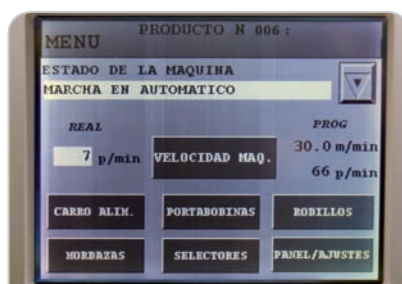 PRODUCTO N 006:
MENU
ESTADO DE LA MAQUINA
MARCHA EN AUTOMATICO
REAL
PROG
7 p/min
VELOCIDAD MAQ.
30.0 m/min
66 p/min
CARRO ALIM.
PORTABOBINAS
RODILLOS
MORDAZAS
SELECTORES
PANEL/AJUSTES